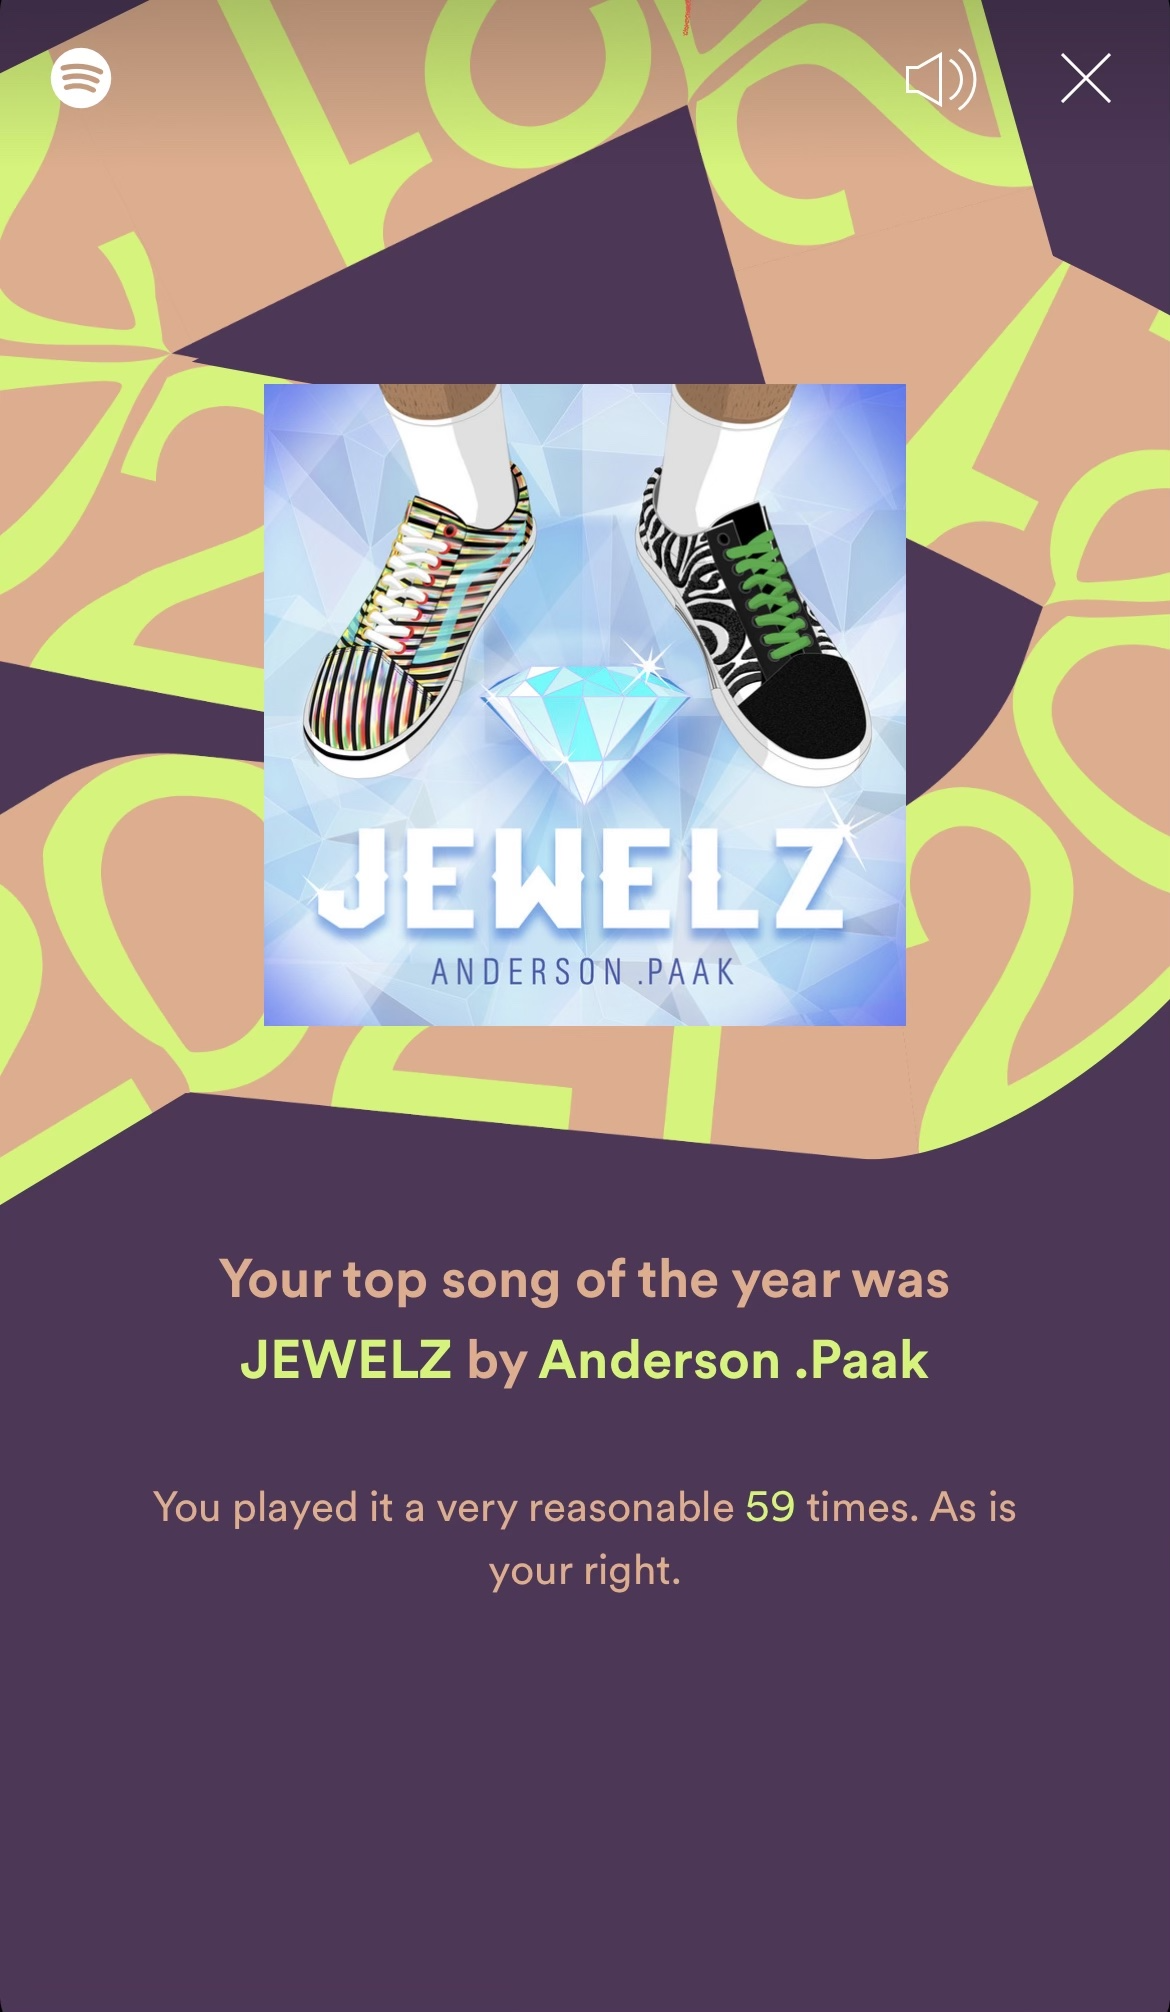 JEWELZ
ANDERSON .PAAK
Your top song of the year was
JEWELZ by Anderson .Paak
You played it a very reasonable 59 times. As is
your right.